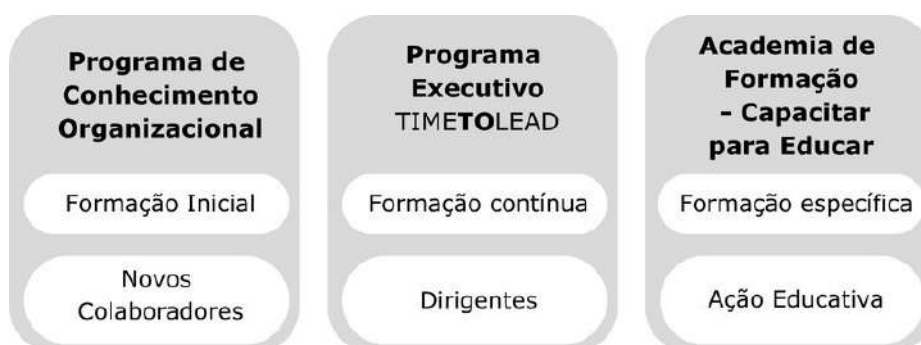 Programa de
Conhecimento
Organizacional
Formação Inicial
Novos
Colaboradores
Programa
Executivo
TIMETOLEAD
Formação contínua
Dirigentes
Academia de
Formação
- Capacitar
para Educar
Formação específica
Ação Educativa